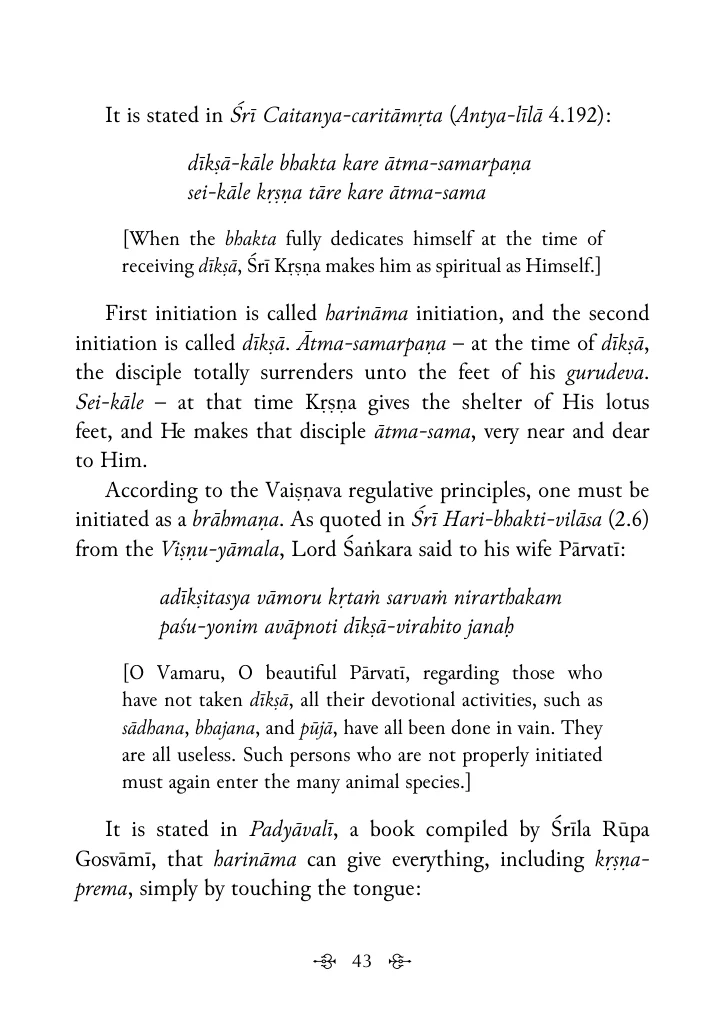 It is stated in Śrī Caitanya-caritāmṛta (Antya-līlā 4.192):
dīkṣā-kāle bhakta kare ātma-samarpaṇa
sei-kāle kṛṣṇa tāre kare ātma-sama
[When the bhakta fully dedicates himself at the time of
receiving dīkṣā, Śrī Kṛṣṇa makes him as spiritual as Himself.]
First initiation is called harināma initiation, and the second
initiation is called dīkṣā. Ātma-samarpaṇa – at the time of dīkṣā,
the disciple totally surrenders unto the feet of his gurudeva.
Sei-kāle – at that time Kṛṣṇa gives the shelter of His lotus
feet, and He makes that disciple ātma-sama, very near and dear
to Him.
According to the Vaiṣṇava regulative principles, one must be
initiated as a brāhmaṇa. As quoted in Śrī Hari-bhakti-vilāsa (2.6)
from the Viṣṇu-yāmala, Lord Śaṅkara said to his wife Pārvatī:
adīkṣitasya vāmoru kṛtaṁ sarvaṁ nirarthakam
paśu-yonim avāpnoti dīkṣā-virahito janaḥ
[O Vamaru, O beautiful Pārvatī, regarding those who
have not taken dīkṣā, all their devotional activities, such as
sādhana, bhajana, and pūjā, have all been done in vain. They
are all useless. Such persons who are not properly initiated
must again enter the many animal species.]
It is stated in Padyāvalī, a book compiled by Śrīla Rūpa
Gosvāmī, that harināma can give everything, including kṛṣṇa-
prema, simply by touching the tongue:
43